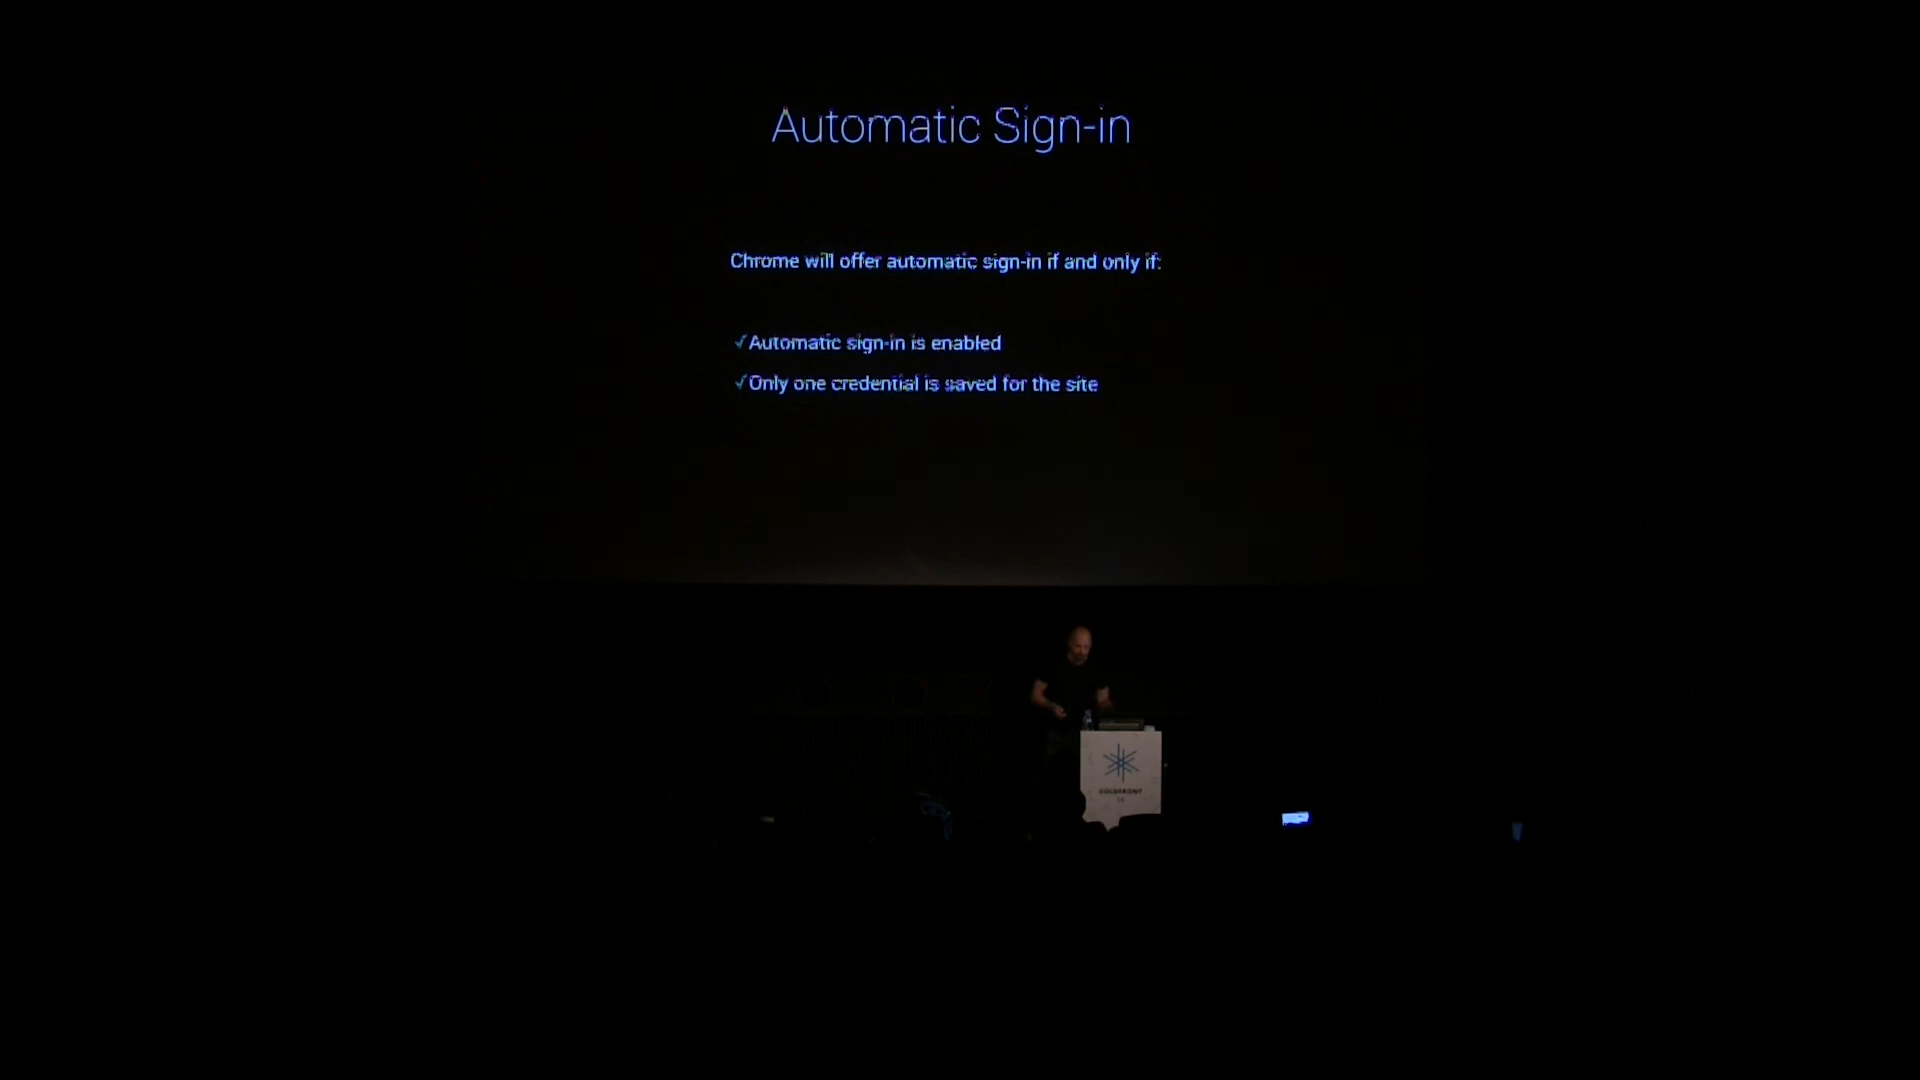 Automatic Sign-in
Chrome will offer automatic sign-in if and only if:
✓Automatic sign-in is enabled
✓Only one credential is saved for the site
COLDFRONT